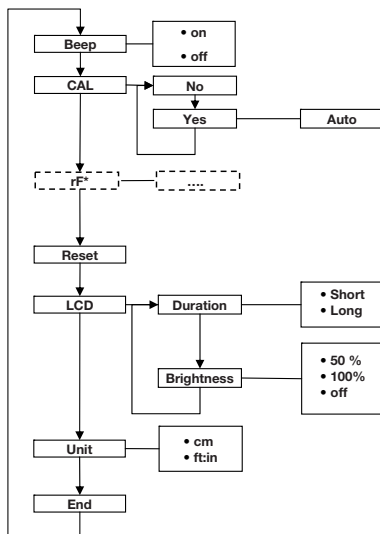 Beep
• on
• off
CAL
No
Yes
Auto
rF*
....
Reset
LCD
Duration
• Short
• Long
Brightness
• 50 %
• 100%
• off
Unit
• cm
• ft:in
End